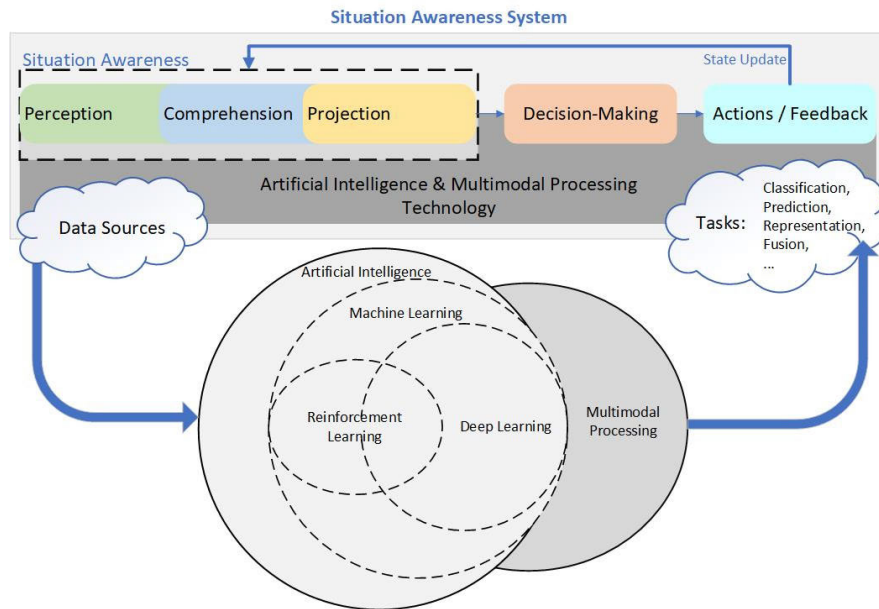 Situation Awareness System
Situation Awareness
State Update
Perception
Comprehension
Projection
Decision-Making
Actions / Feedback
Artificial Intelligence & Multimodal Processing
Technology
Data Sources
Tasks:
Classification,
Prediction,
Representation,
Fusion,
...
Artificial Intelligence
Machine Learning
Reinforcement
Learning
Deep Learning
Multimodal
Processing